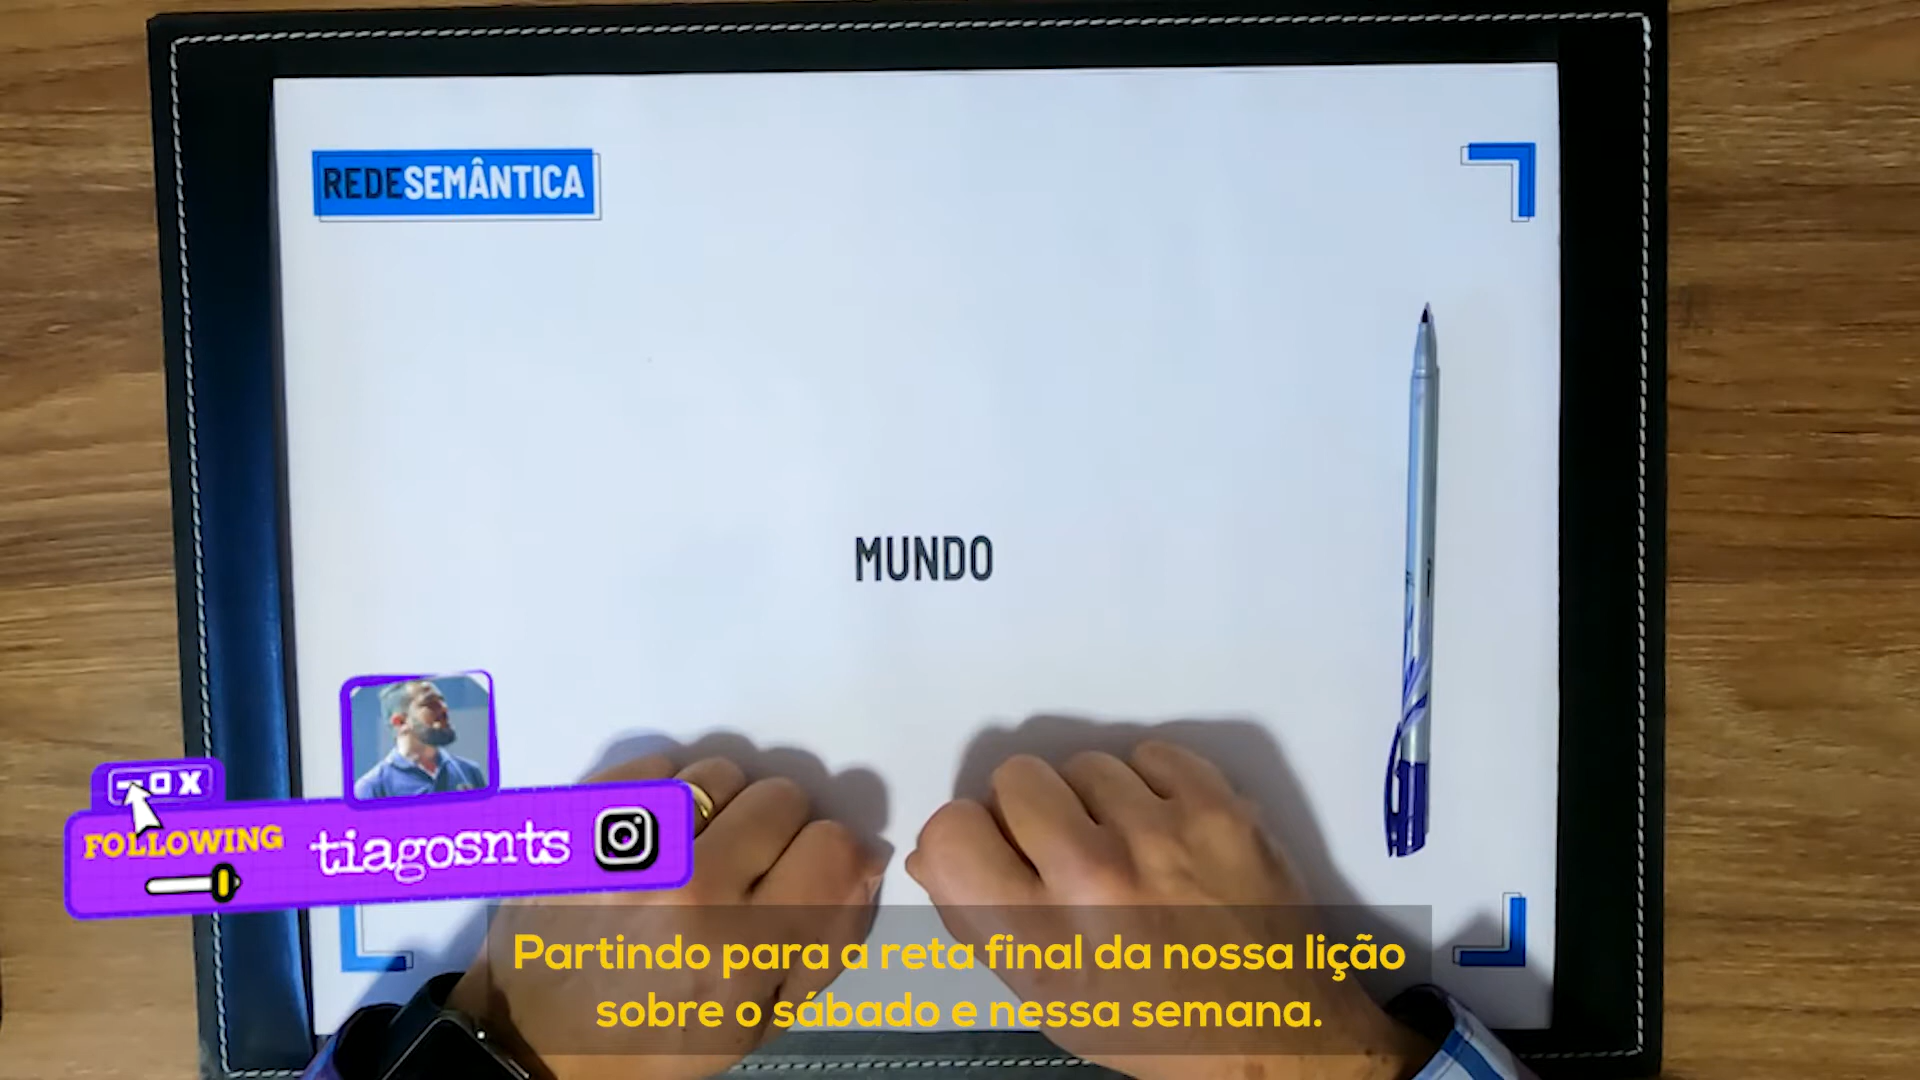 REDESEMÂNTICA
MUNDO
FOLLOWING
tiagosnts
Partindo para a reta final da nossa lição
sobre o sábado e nessa semana.